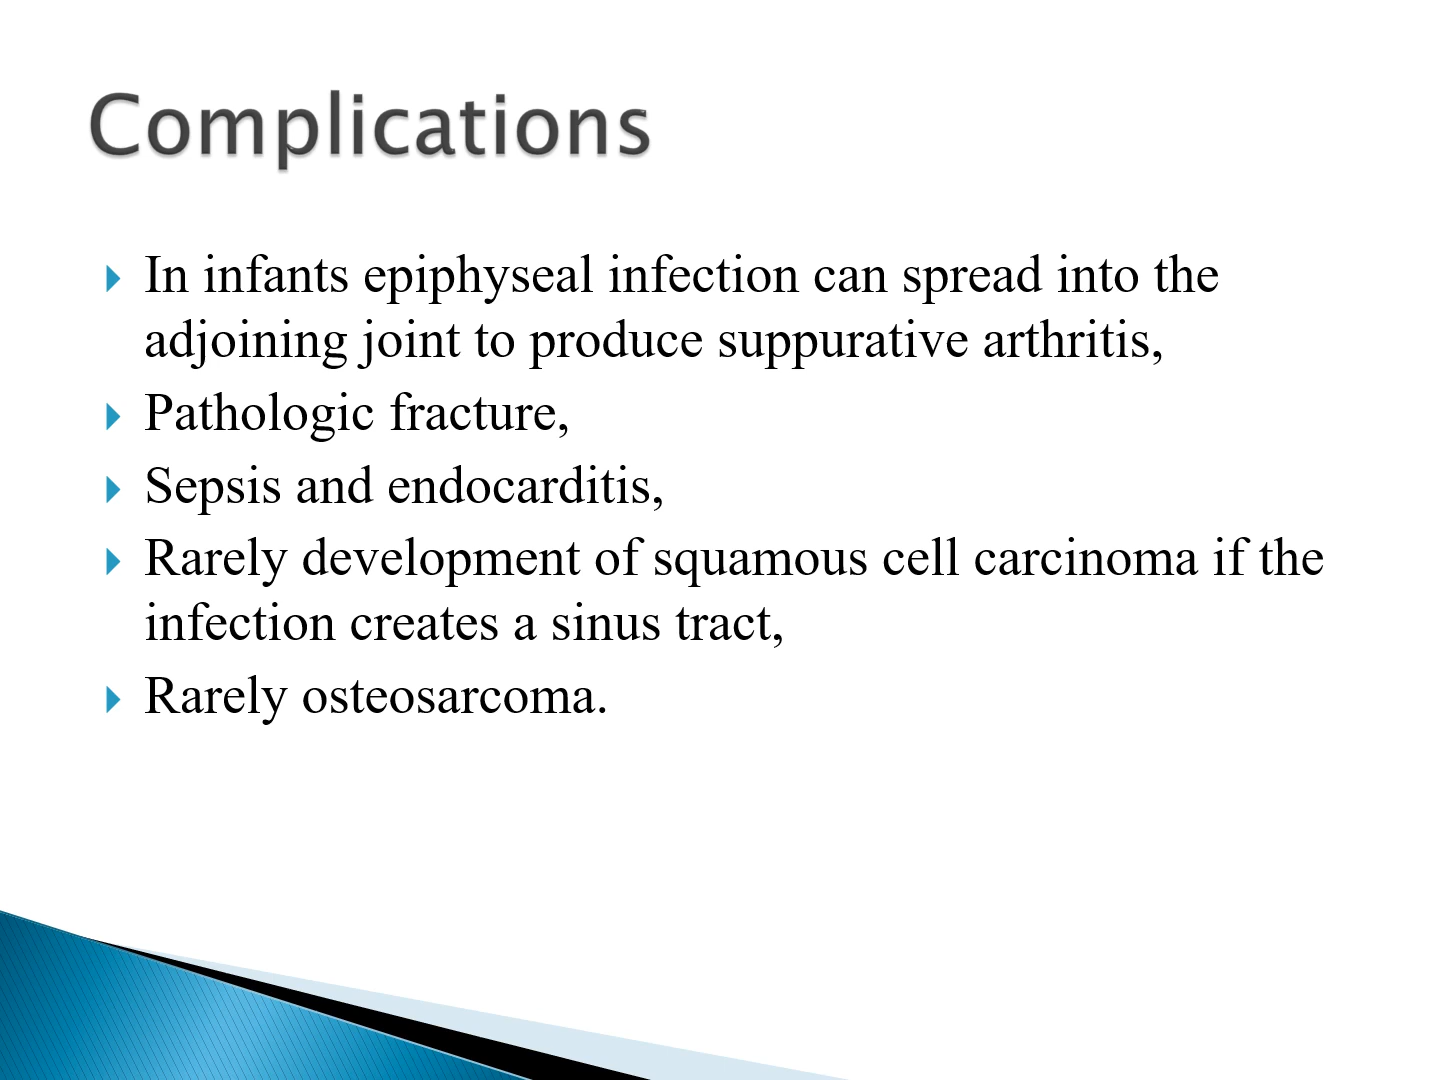 Complications
In infants epiphyseal infection can spread into the
adjoining joint to produce suppurative arthritis,
Pathologic fracture,
Sepsis and endocarditis,
Rarely development of squamous cell carcinoma if the
infection creates a sinus tract,
Rarely osteosarcoma.